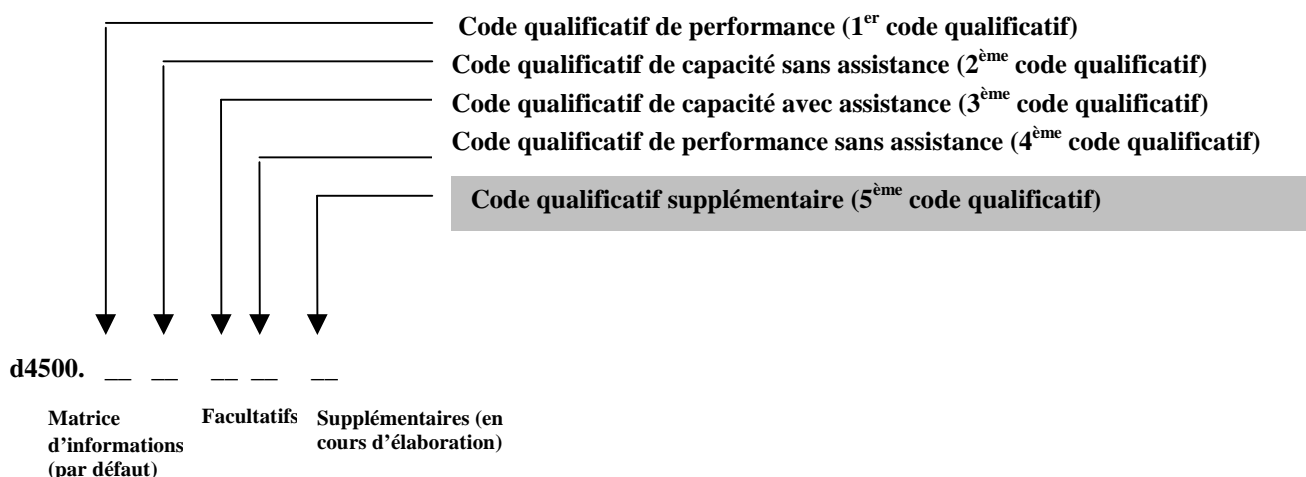 Code qualificatif de performance (1er code qualificatif)
Code qualificatif de capacité sans assistance (2ème code qualificatif)
Code qualificatif de capacité avec assistance (3ème code qualificatif)
Code qualificatif de performance sans assistance (4ème code qualificatif)
Code qualificatif supplémentaire (5ème code qualificatif)
d4500. __ __ __ __ __
Matrice
d'informations
(par défaut)
Facultatifs
Supplémentaires (en
cours d'élaboration)